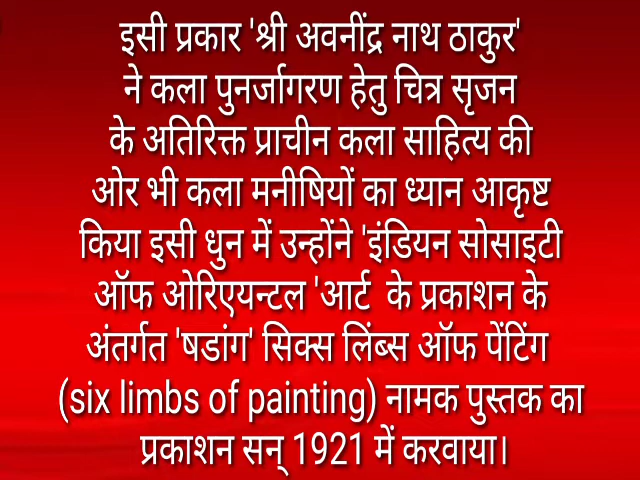 इसी प्रकार 'श्री अवनींद्र नाथ ठाकुर'
ने कला पुनर्जागरण हेतु चित्र सृजन
के अतिरिक्त प्राचीन कला साहित्य की
ओर भी कला मनीषियों का ध्यान आकृष्ट
किया इसी धुन में उन्होंने 'इंडियन सोसाइटी
ऑफ ओरिएयन्टल 'आर्ट के प्रकाशन के
अंतर्गत 'षडांग' सिक्स लिंब्स ऑफ पेंटिंग
(six limbs of painting) नामक पुस्तक का
प्रकाशन सन् 1921 में करवाया।